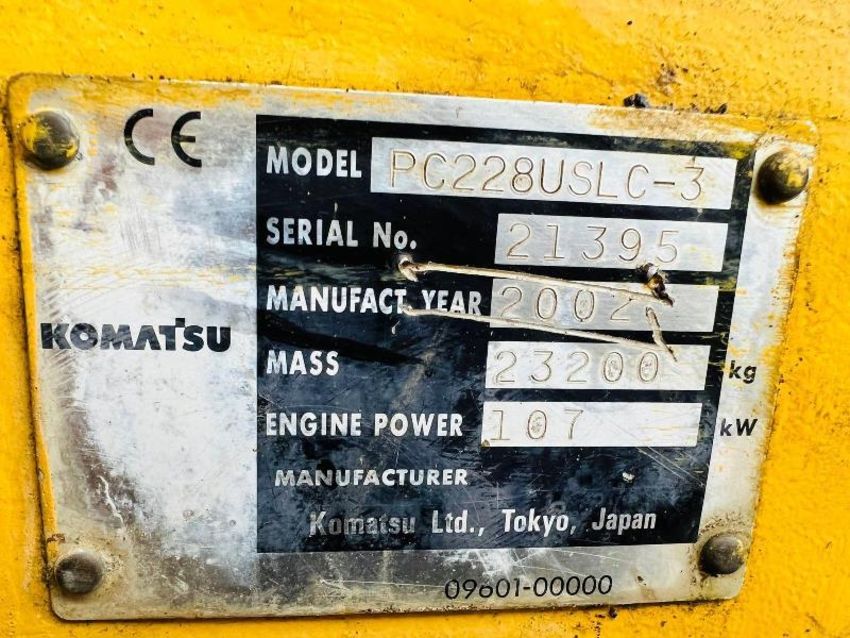 CE
MODEL PC228USLC-3
SERIAL No. 21395
MANUFACT YEAR 2002
KOMATSU
MASS 23200 kg
ENGINE POWER 107 kW
MANUFACTURER
Komatsu Ltd., Tokyo, Japan
09601-00000